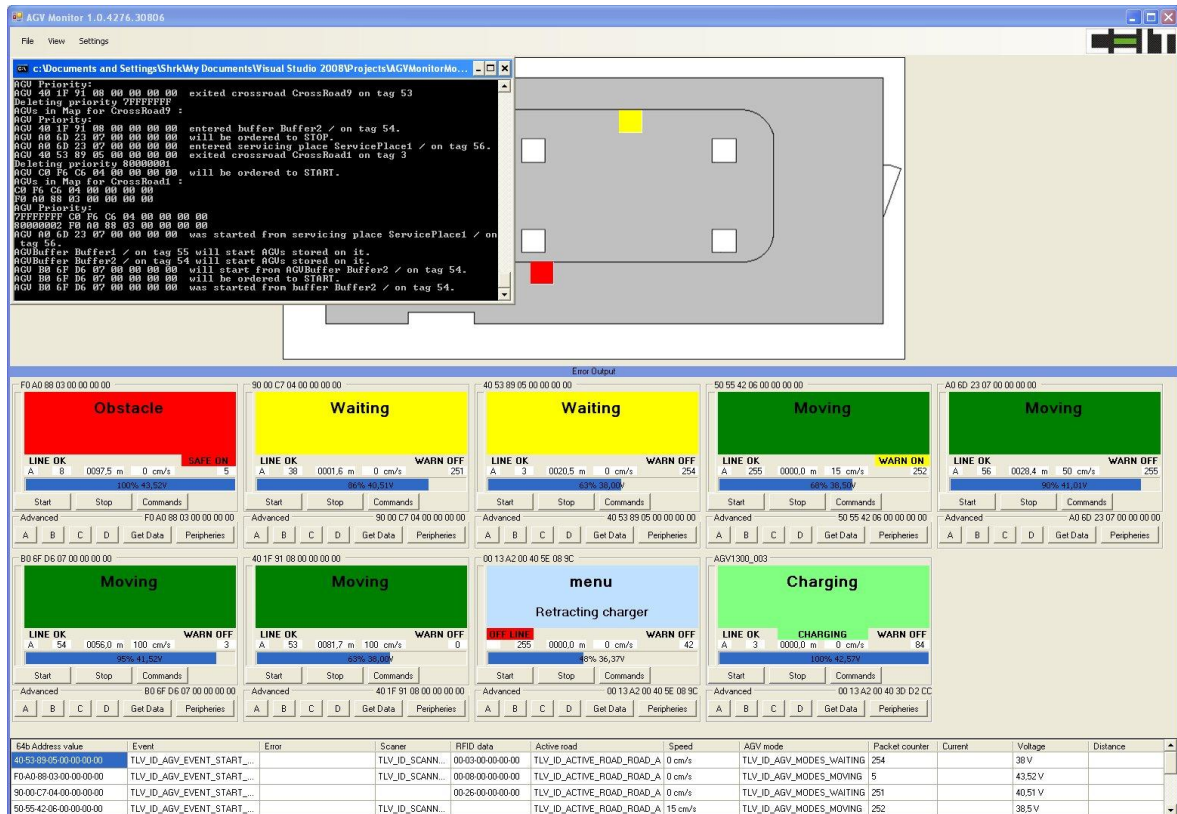 AGV Monitor 1.0.4276.30806
File View Settings
c:\Documents and Settings\Shrk\My Documents\Visual Studio 2008\Projects\AGVMonitorMo...
AGV Priority:
AGV 40 1F 91 08 00 00 00 00 exited crossroad CrossRoad9 on tag 53
Deleting priority 7FFFFFFF
AGVs in Map for CrossRoad9 :
AGV Priority:
AGV 40 1F 91 08 00 00 00 00 entered buffer Buffer2 / on tag 54.
AGV A0 6D 23 07 00 00 00 00 will be ordered to STOP.
AGV A0 6D 23 07 00 00 00 00 entered servicing place ServicePlace1 / on tag 56.
AGV 40 53 89 05 00 00 00 00 exited crossroad CrossRoad1 on tag 3
Deleting priority 80000001
AGV C0 F6 C6 04 00 00 00 00 will be ordered to START.
AGVs in Map for CrossRoad1 :
C0 F6 C6 04 00 00 00 00
F0 A0 88 03 00 00 00 00
AGV Priority:
7FFFFFFF C0 F6 C6 04 00 00 00 00
80000002 F0 A0 88 03 00 00 00 00
AGV A0 6D 23 07 00 00 00 00 was started from servicing place ServicePlace1 / on
tag 56.
AGVBuffer Buffer1 / on tag 55 will start AGVs stored on it.
AGVBuffer Buffer2 / on tag 54 will start AGVs stored on it.
AGV B0 6F D6 07 00 00 00 00 will start from AGVBuffer Buffer2 / on tag 54.
AGV B0 6F D6 07 00 00 00 00 will be ordered to START.
AGV B0 6F D6 07 00 00 00 00 was started from buffer Buffer2 / on tag 54.
Error Output
F0 A0 88 03 00 00 00 00
Obstacle
LINE OK SAFE ON
A 8 0097,5 m 0 cm/s 5
100% 43,52V
Start Stop Commands
Advanced F0 A0 88 03 00 00 00 00
A B C D Get Data Peripheries
90 00 C7 04 00 00 00 00
Waiting
LINE OK WARN OFF
A 38 0001,6 m 0 cm/s 251
86% 40,51V
Start Stop Commands
Advanced 90 00 C7 04 00 00 00 00
A B C D Get Data Peripheries
40 53 89 05 00 00 00 00
Waiting
LINE OK WARN OFF
A 3 0020,5 m 0 cm/s 254
63% 38,00V
Start Stop Commands
Advanced 40 53 89 05 00 00 00 00
A B C D Get Data Peripheries
50 55 42 06 00 00 00 00
Moving
LINE OK WARN ON
A 255 0000,0 m 15 cm/s 252
68% 38,50V
Start Stop Commands
Advanced 50 55 42 06 00 00 00 00
A B C D Get Data Peripheries
A0 6D 23 07 00 00 00 00
Moving
LINE OK WARN OFF
A 56 0028,4 m 50 cm/s 255
90% 41,01V
Start Stop Commands
Advanced A0 6D 23 07 00 00 00 00
A B C D Get Data Peripheries
B0 6F D6 07 00 00 00 00
Moving
LINE OK WARN OFF
A 54 0056,0 m 100 cm/s 3
95% 41,52V
Start Stop Commands
Advanced B0 6F D6 07 00 00 00 00
A B C D Get Data Peripheries
40 1F 91 08 00 00 00 00
Moving
LINE OK WARN OFF
A 53 0081,7 m 100 cm/s 0
63% 38,00V
Start Stop Commands
Advanced 40 1F 91 08 00 00 00 00
A B C D Get Data Peripheries
00 13 A2 00 40 5E 08 9C
menu
Retracting charger
OFF LINE WARN OFF
255 0000,0 m 0 cm/s 42
48% 36,37V
Start Stop Commands
Advanced 00 13 A2 00 40 5E 08 9C
A B C D Get Data Peripheries
AGV1300_003
Charging
LINE OK CHARGING WARN OFF
A 3 0000,0 m 0 cm/s 84
100% 42,57V
Start Stop Commands
Advanced 00 13 A2 00 40 3D D2 CC
A B C D Get Data Peripheries
64b Address value Event Error Scaner RFID data Active road Speed AGV mode Packet counter Current Voltage Distance
40-53-89-05-00-00-00-00 TLV_ID_AGV_EVENT_START_... TLV_ID_SCANN... 00-03-00-00-00-00 TLV_ID_ACTIVE_ROAD_ROAD_A 0 cm/s TLV_ID_AGV_MODES_WAITING 254 38 V
F0-A0-88-03-00-00-00-00 TLV_ID_AGV_EVENT_START_... TLV_ID_SCANN... 00-08-00-00-00-00 TLV_ID_ACTIVE_ROAD_ROAD_A 0 cm/s TLV_ID_AGV_MODES_MOVING 5 43,52 V
90-00-C7-04-00-00-00-00 TLV_ID_AGV_EVENT_START_... 00-26-00-00-00-00 TLV_ID_ACTIVE_ROAD_ROAD_A 0 cm/s TLV_ID_AGV_MODES_WAITING 251 40,51 V
50-55-42-06-00-00-00-00 TLV_ID_AGV_EVENT_START_... TLV_ID_SCANN... TLV_ID_ACTIVE_ROAD_ROAD_A 15 cm/s TLV_ID_AGV_MODES_MOVING 252 38,5 V